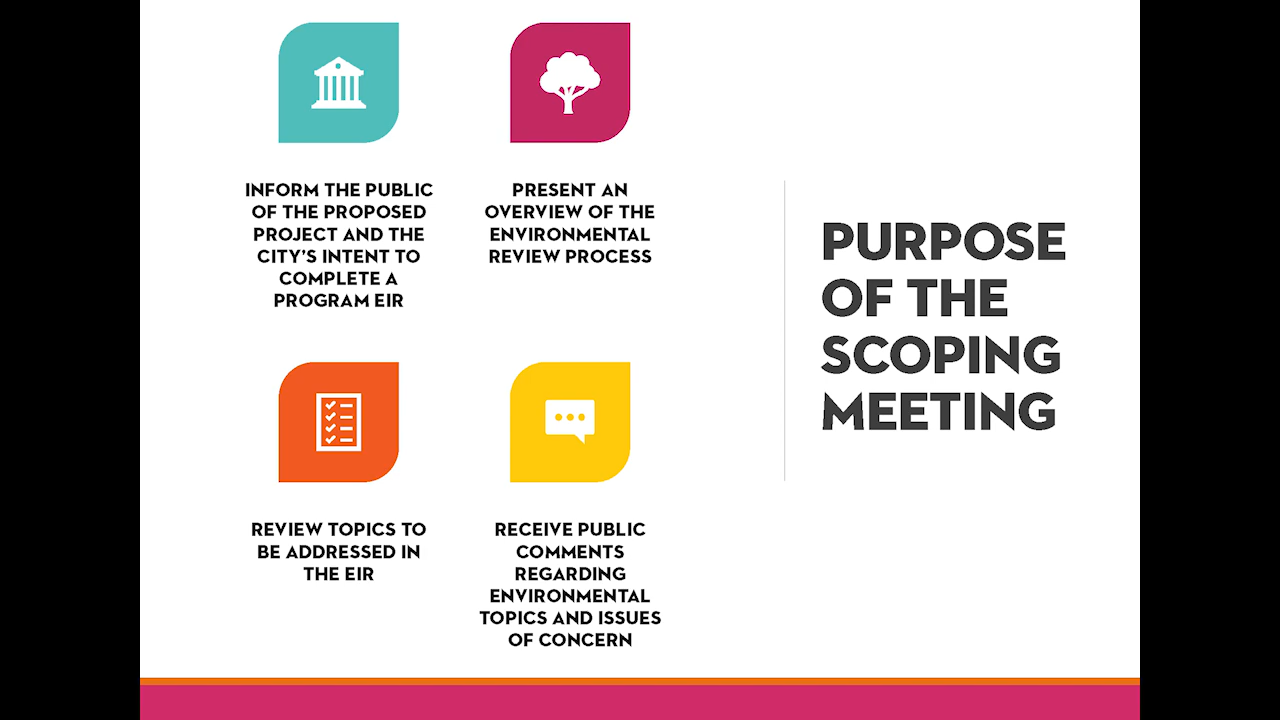 INFORM THE PUBLIC
OF THE PROPOSED
PROJECT AND THE
CITY'S INTENT TO
COMPLETE A
PROGRAM EIR
PRESENT AN
OVERVIEW OF THE
ENVIRONMENTAL
REVIEW PROCESS
REVIEW TOPICS TO
BE ADDRESSED IN
THE EIR
RECEIVE PUBLIC
COMMENTS
REGARDING
ENVIRONMENTAL
TOPICS AND ISSUES
OF CONCERN
PURPOSE
OF THE
SCOPING
MEETING